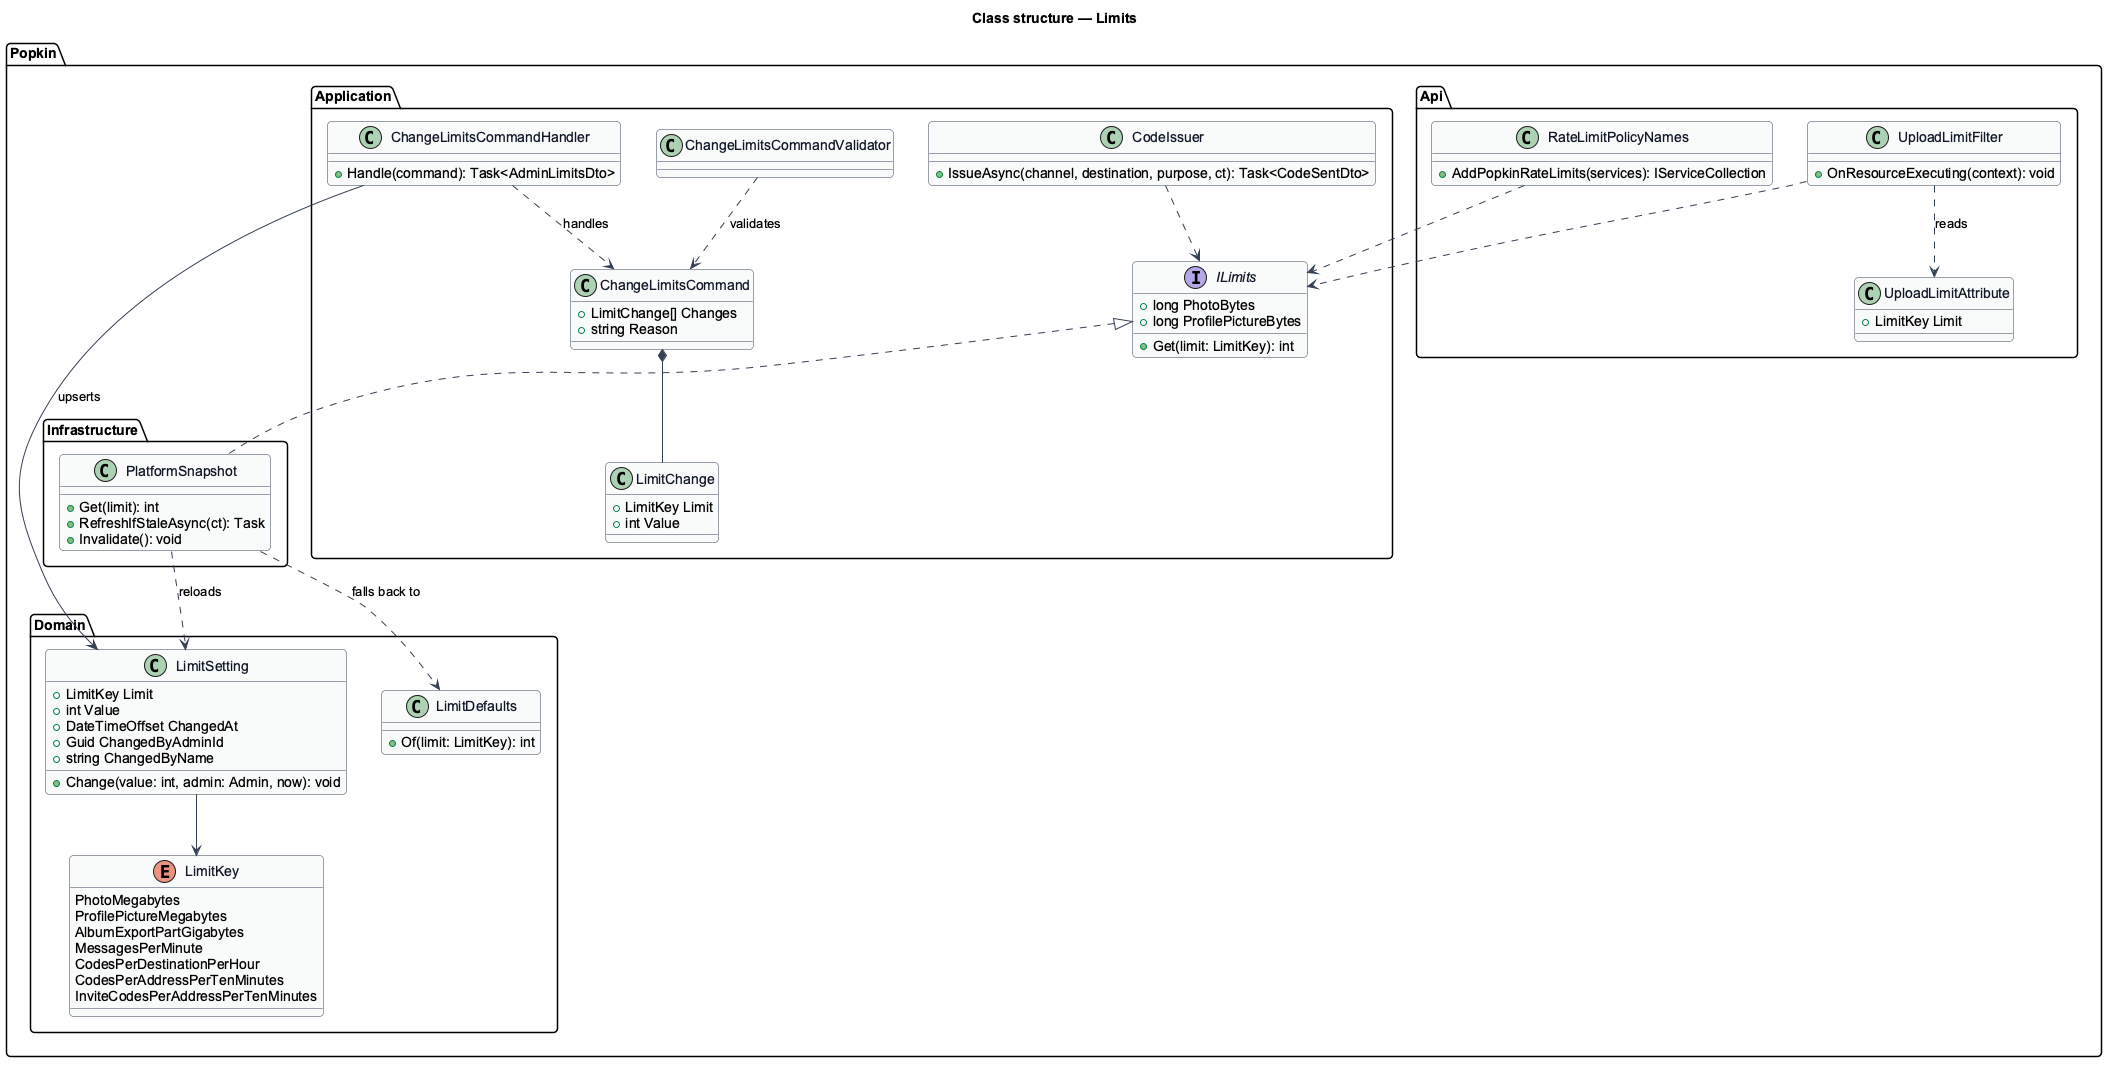 Class structure — Limits
Popkin
Application
Api
C ChangeLimitsCommandHandler
Handle(command): Task<AdminLimitsDto>
C ChangeLimitsCommandValidator
C CodeIssuer
IssueAsync(channel, destination, purpose, ct): Task<CodeSentDto>
C RateLimitPolicyNames
AddPopkinRateLimits(services): IServiceCollection
C UploadLimitFilter
OnResourceExecuting(context): void
handles
validates
reads
C ChangeLimitsCommand
LimitChange[] Changes
string Reason
I ILimits
long PhotoBytes
long ProfilePictureBytes
Get(limit: LimitKey): int
C UploadLimitAttribute
LimitKey Limit
upserts
Infrastructure
C PlatformSnapshot
Get(limit): int
RefreshIfStaleAsync(ct): Task
Invalidate(): void
C LimitChange
LimitKey Limit
int Value
reloads
falls back to
Domain
C LimitSetting
LimitKey Limit
int Value
DateTimeOffset ChangedAt
Guid ChangedByAdminId
string ChangedByName
Change(value: int, admin: Admin, now): void
C LimitDefaults
Of(limit: LimitKey): int
E LimitKey
PhotoMegabytes
ProfilePictureMegabytes
AlbumExportPartGigabytes
MessagesPerMinute
CodesPerDestinationPerHour
CodesPerAddressPerTenMinutes
InviteCodesPerAddressPerTenMinutes